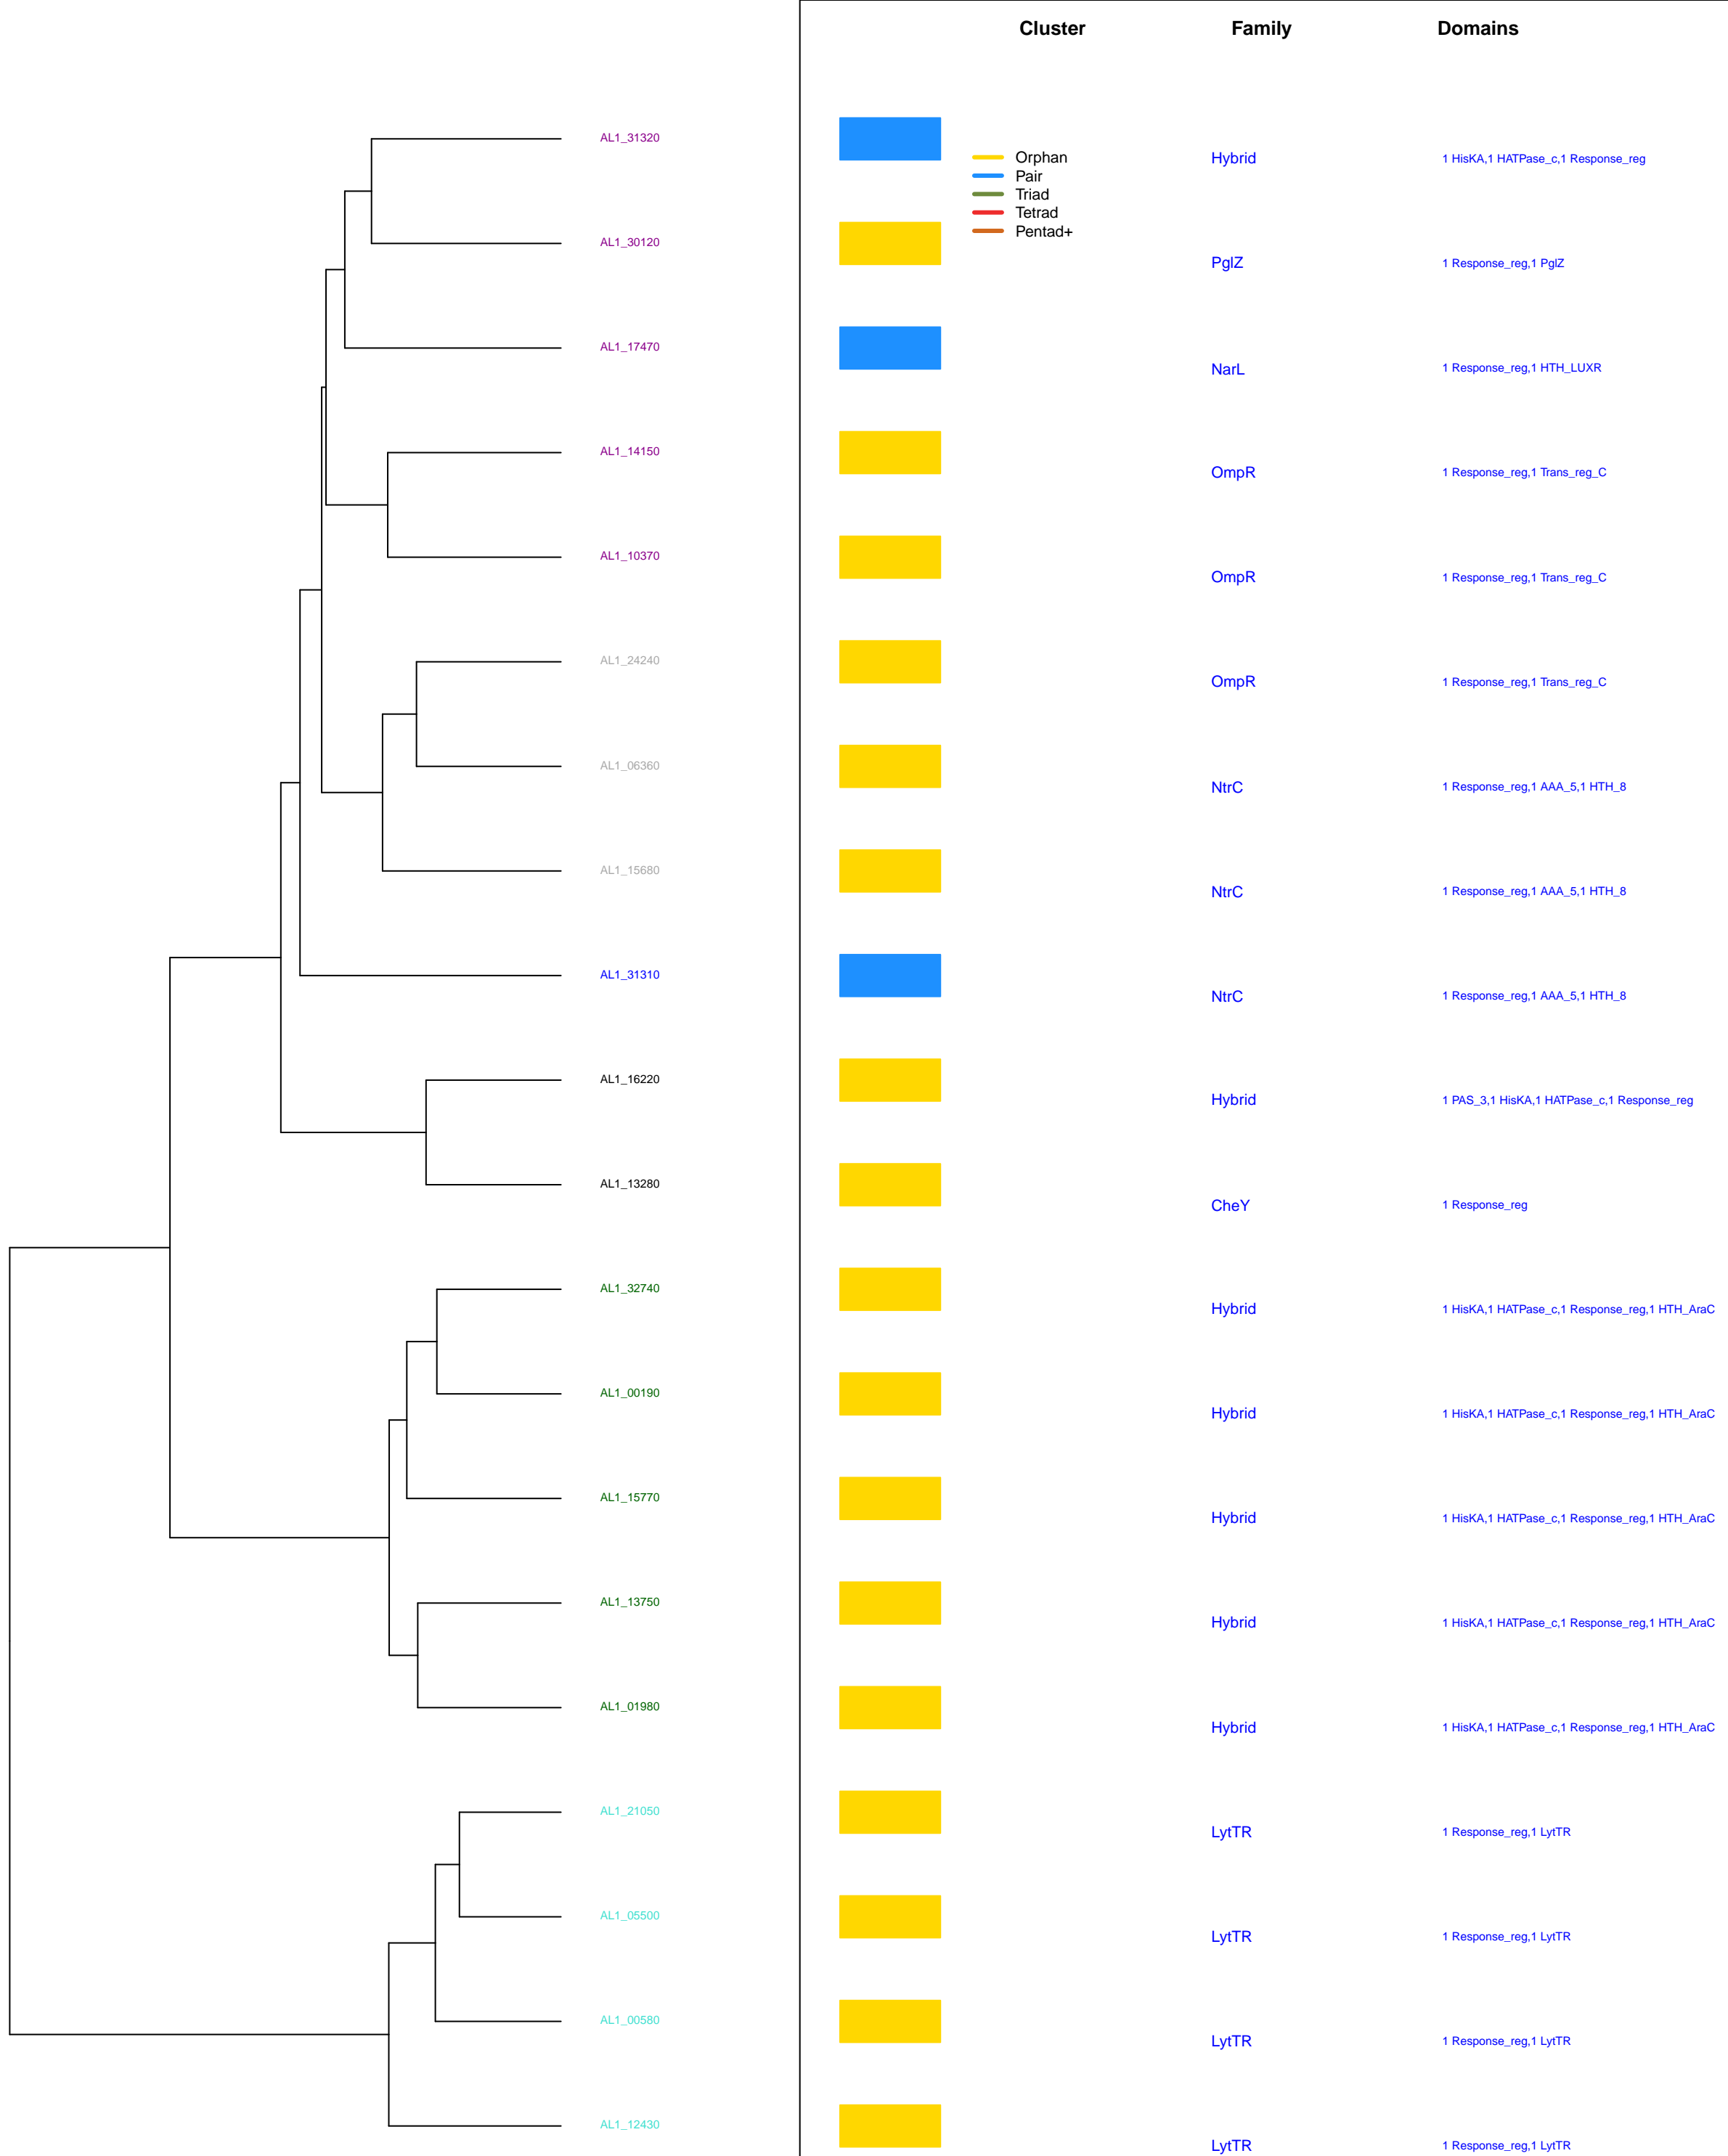 Cluster Family Domains
AL1_31320
Orphan
Hybrid 1 HisKA,1 HATPase_c,1 Response_reg
Pair
Triad
Tetrad
Pentad+
AL1_30120
PglZ 1 Response_reg,1 PglZ
AL1_17470
NarL 1 Response_reg,1 HTH_LUXR
AL1_14150
OmpR 1 Response_reg,1 Trans_reg_C
AL1_10370
OmpR 1 Response_reg,1 Trans_reg_C
AL1_24240
OmpR 1 Response_reg,1 Trans_reg_C
AL1_06360
NtrC 1 Response_reg,1 AAA_5,1 HTH_8
AL1_15680
NtrC 1 Response_reg,1 AAA_5,1 HTH_8
AL1_31310
NtrC 1 Response_reg,1 AAA_5,1 HTH_8
AL1_16220
Hybrid 1 PAS_3,1 HisKA,1 HATPase_c,1 Response_reg
AL1_13280
CheY 1 Response_reg
AL1_32740
Hybrid 1 HisKA,1 HATPase_c,1 Response_reg,1 HTH_AraC
AL1_00190
Hybrid 1 HisKA,1 HATPase_c,1 Response_reg,1 HTH_AraC
AL1_15770
Hybrid 1 HisKA,1 HATPase_c,1 Response_reg,1 HTH_AraC
AL1_13750
Hybrid 1 HisKA,1 HATPase_c,1 Response_reg,1 HTH_AraC
AL1_01980
Hybrid 1 HisKA,1 HATPase_c,1 Response_reg,1 HTH_AraC
AL1_21050
LytTR 1 Response_reg,1 LytTR
AL1_05500
LytTR 1 Response_reg,1 LytTR
AL1_00580
LytTR 1 Response_reg,1 LytTR
AL1_12430
LytTR 1 Response_reg,1 LytTR